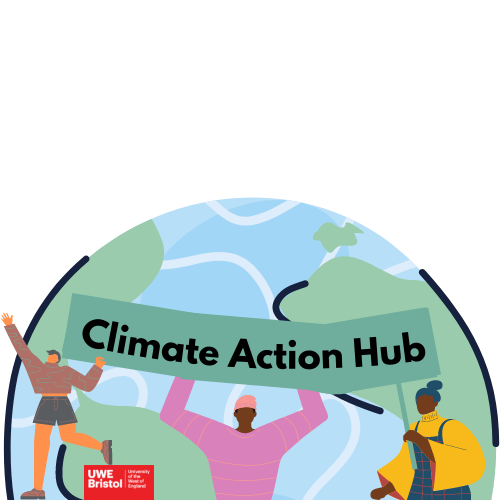 Climate Action Hub
UWE
Bristol
University
of the
West of
England